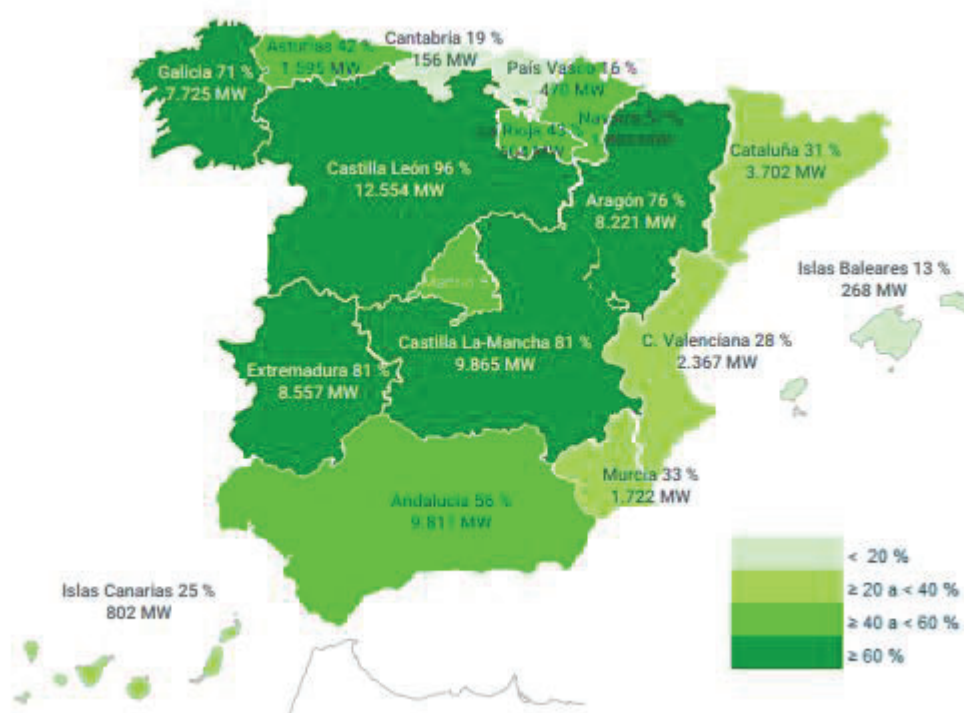 Cantabria 19 %
156 MW
Asturias 42 %
1.595 MW
Galicia 71 %
7.725 MW
País Vasco 16 %
470 MW
Rioja
Cataluña 31 %
3.702 MW
Castilla León 96 %
12.554 MW
Aragón 76 %
8.221 MW
Islas Baleares 13 %
268 MW
C. Valenciana 28 %
2.367 MW
Castilla La-Mancha 81 %
9.865 MW
Extremadura 81 %
8.557 MW
Murcia 33 %
1.722 MW
Andalucía 56 %
9.811 MW
Islas Canarias 25 %
802 MW
< 20 %
≥ 20 a < 40 %
≥ 40 a < 60 %
≥ 60 %